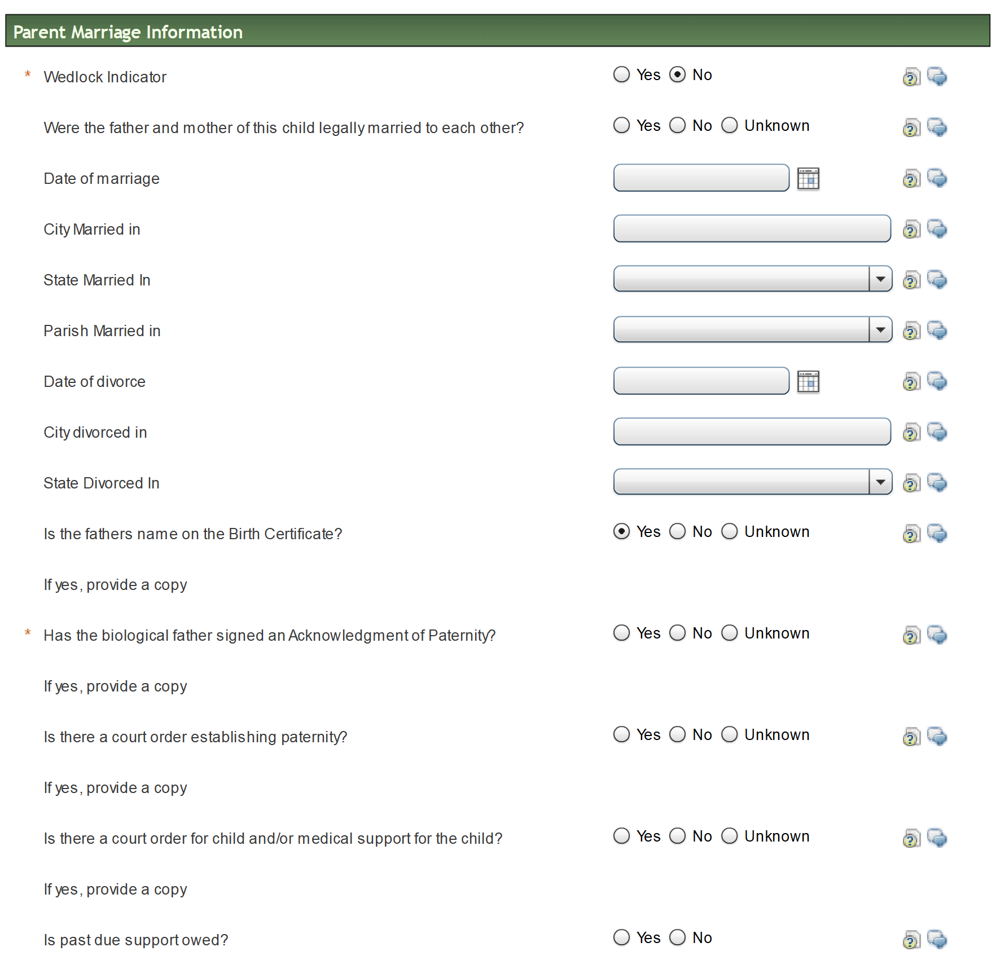 Parent Marriage Information
* Wedlock Indicator Yes No
Were the father and mother of this child legally married to each other? Yes No Unknown
Date of marriage
City Married in
State Married In
Parish Married in
Date of divorce
City divorced in
State Divorced In
Is the fathers name on the Birth Certificate? Yes No Unknown
If yes, provide a copy
* Has the biological father signed an Acknowledgment of Paternity? Yes No Unknown
If yes, provide a copy
Is there a court order establishing paternity? Yes No Unknown
If yes, provide a copy
Is there a court order for child and/or medical support for the child? Yes No Unknown
If yes, provide a copy
Is past due support owed? Yes No